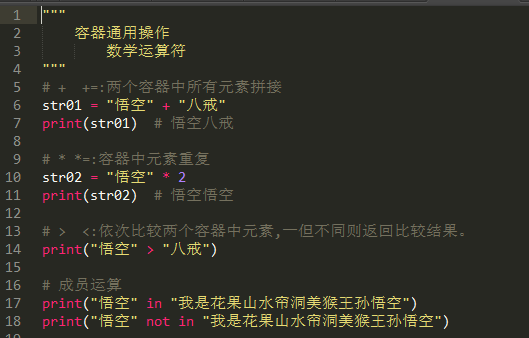 1 """
2 容器通用操作
3 数学运算符
4 """
5 # + +=:两个容器中所有元素拼接
6 str01 = "悟空" + "八戒"
7 print(str01) # 悟空八戒
8
9 # * *=:容器中元素重复
10 str02 = "悟空" * 2
11 print(str02) # 悟空悟空
12
13 # > <:依次比较两个容器中元素,一但不同则返回比较结果。
14 print("悟空" > "八戒")
15
16 # 成员运算
17 print("悟空" in "我是花果山水帘洞美猴王孙悟空")
18 print("悟空" not in "我是花果山水帘洞美猴王孙悟空")